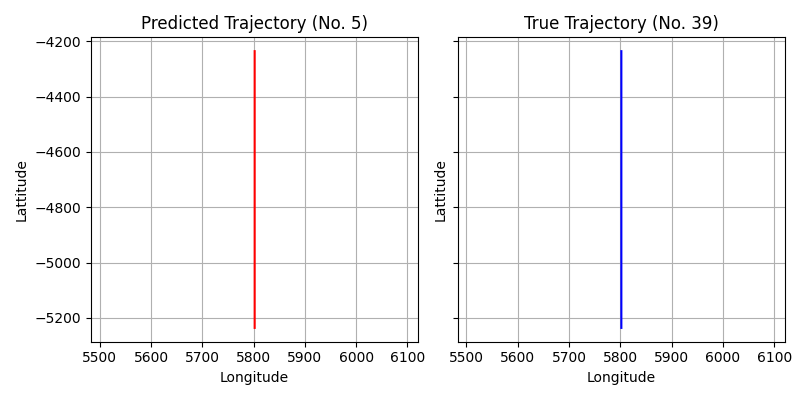 Predicted Trajectory (No. 5)
True Trajectory (No. 39)
−4200
−4400
−4600
−4800
−5000
−5200
Lattitude
Lattitude
5500 5600 5700 5800 5900 6000 6100
5500 5600 5700 5800 5900 6000 6100
Longitude
Longitude